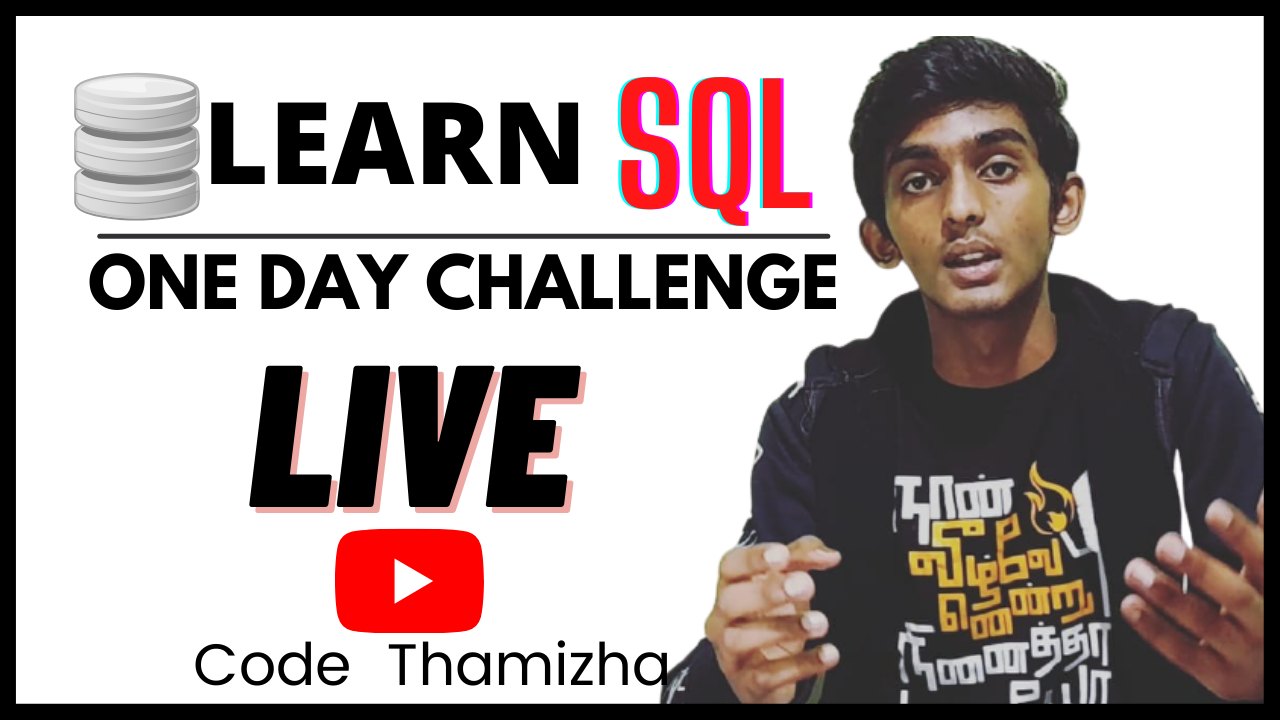 LEARN SQL
ONE DAY CHALLENGE
LIVE
Code Thamizha
நான்
வீழ்வே
னென்று
நினைத்தா